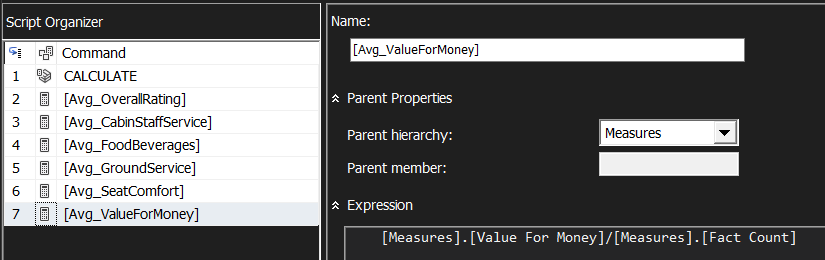 Script Organizer
Command
1 CALCULATE
2 [Avg_OverallRating]
3 [Avg_CabinStaffService]
4 [Avg_FoodBeverages]
5 [Avg_GroundService]
6 [Avg_SeatComfort]
7 [Avg_ValueForMoney]
Name:
[Avg_ValueForMoney]
Parent Properties
Parent hierarchy: Measures
Parent member:
Expression
[Measures].[Value For Money]/[Measures].[Fact Count]